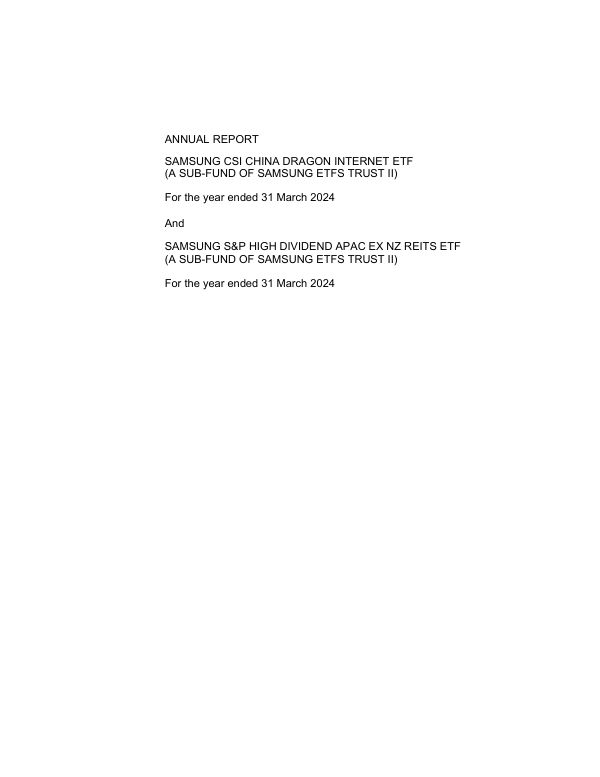 ANNUAL REPORT
SAMSUNG CSI CHINA DRAGON INTERNET ETF
(A SUB-FUND OF SAMSUNG ETFS TRUST II)
For the year ended 31 March 2024
And
SAMSUNG S&P HIGH DIVIDEND APAC EX NZ REITS ETF
(A SUB-FUND OF SAMSUNG ETFS TRUST II)
For the year ended 31 March 2024